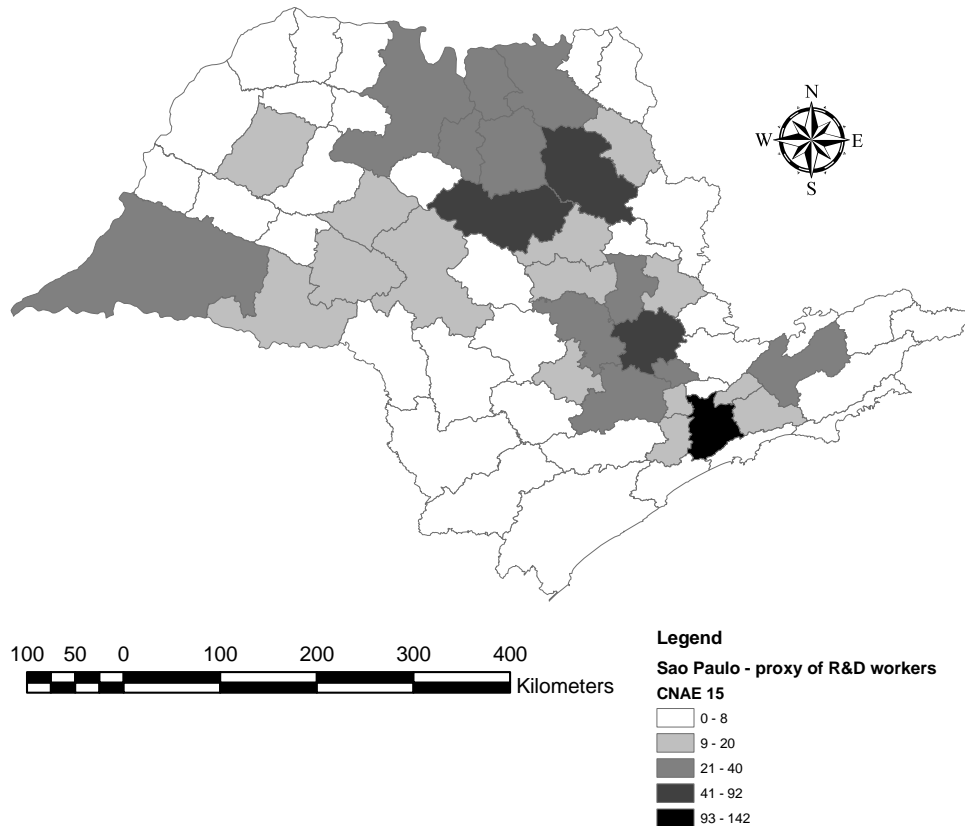 N
W E
S
100 50 0 100 200 300 400
Kilometers
Legend
Sao Paulo - proxy of R&D workers
CNAE 15
0 - 8
9 - 20
21 - 40
41 - 92
93 - 142